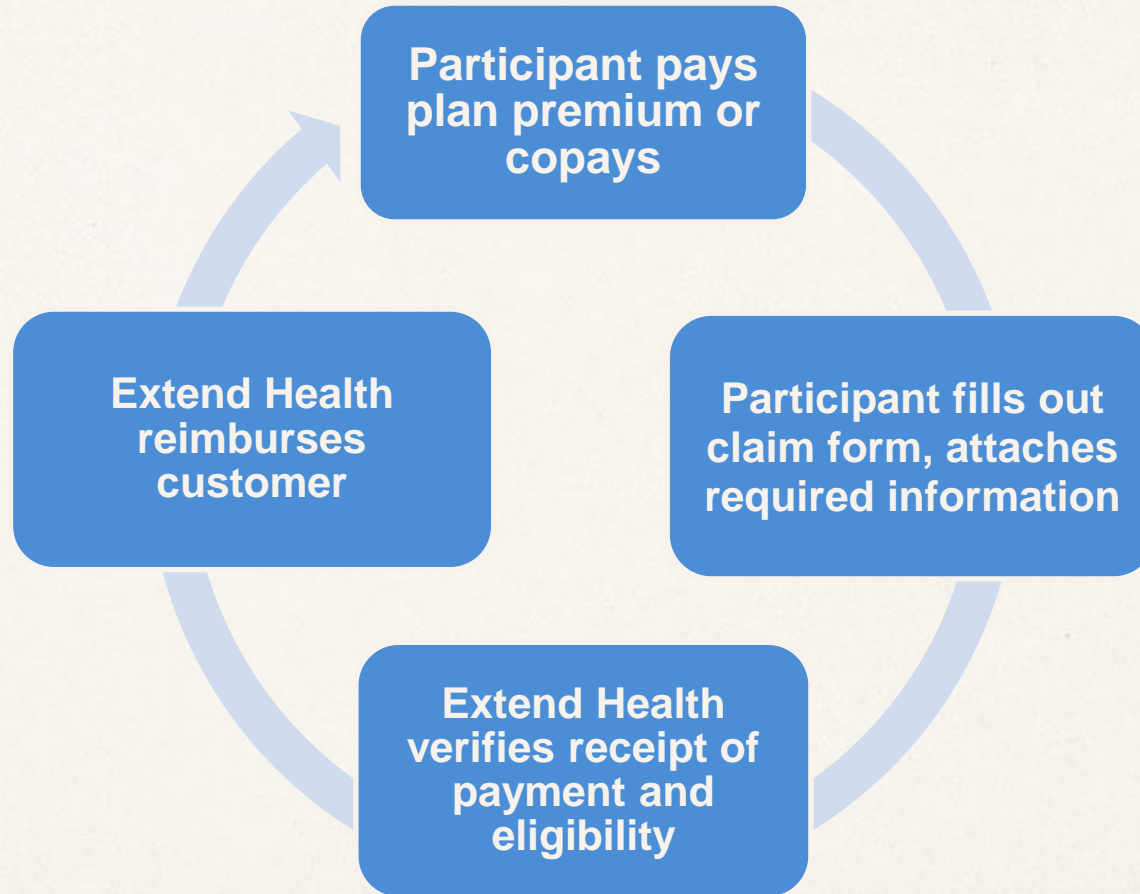 Participant pays
plan premium or
copays
Participant fills out
claim form, attaches
required information
Extend Health
verifies receipt of
payment and
eligibility
Extend Health
reimburses
customer